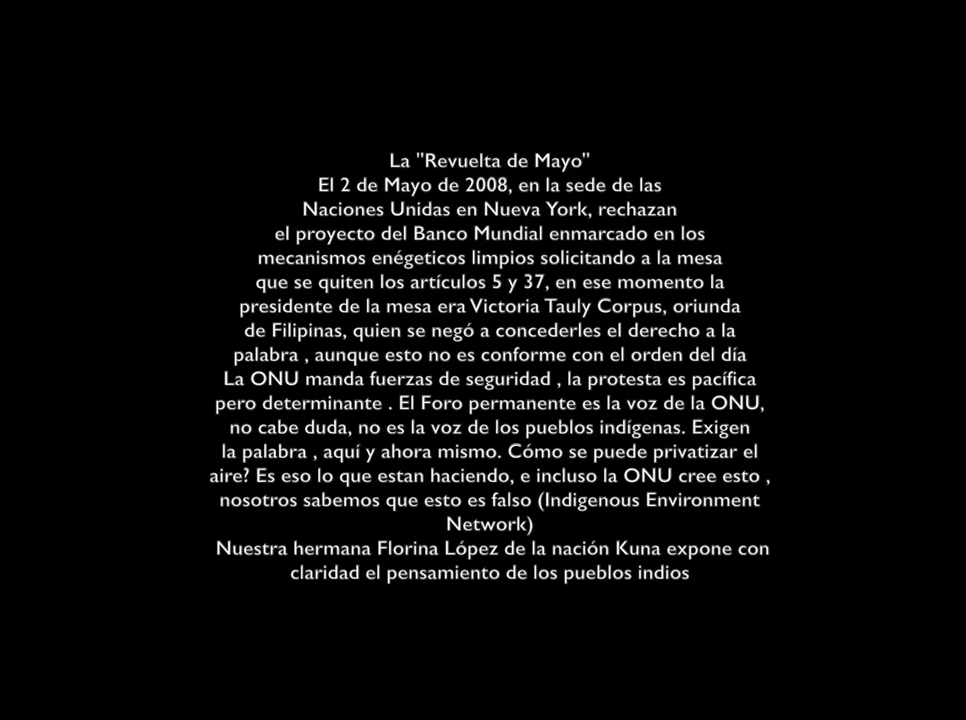 La "Revuelta de Mayo"
El 2 de Mayo de 2008, en la sede de las
Naciones Unidas en Nueva York, rechazan
el proyecto del Banco Mundial enmarcado en los
mecanismos enégeticos limpios solicitando a la mesa
que se quiten los artículos 5 y 37, en ese momento la
presidente de la mesa era Victoria Tauly Corpus, oriunda
de Filipinas, quien se negó a concederles el derecho a la
palabra , aunque esto no es conforme con el orden del día
La ONU manda fuerzas de seguridad , la protesta es pacífica
pero determinante . El Foro permanente es la voz de la ONU,
no cabe duda, no es la voz de los pueblos indígenas. Exigen
la palabra , aquí y ahora mismo. Cómo se puede privatizar el
aire? Es eso lo que estan haciendo, e incluso la ONU cree esto ,
nosotros sabemos que esto es falso (Indigenous Environment
Network)
Nuestra hermana Florina López de la nación Kuna expone con
claridad el pensamiento de los pueblos indios